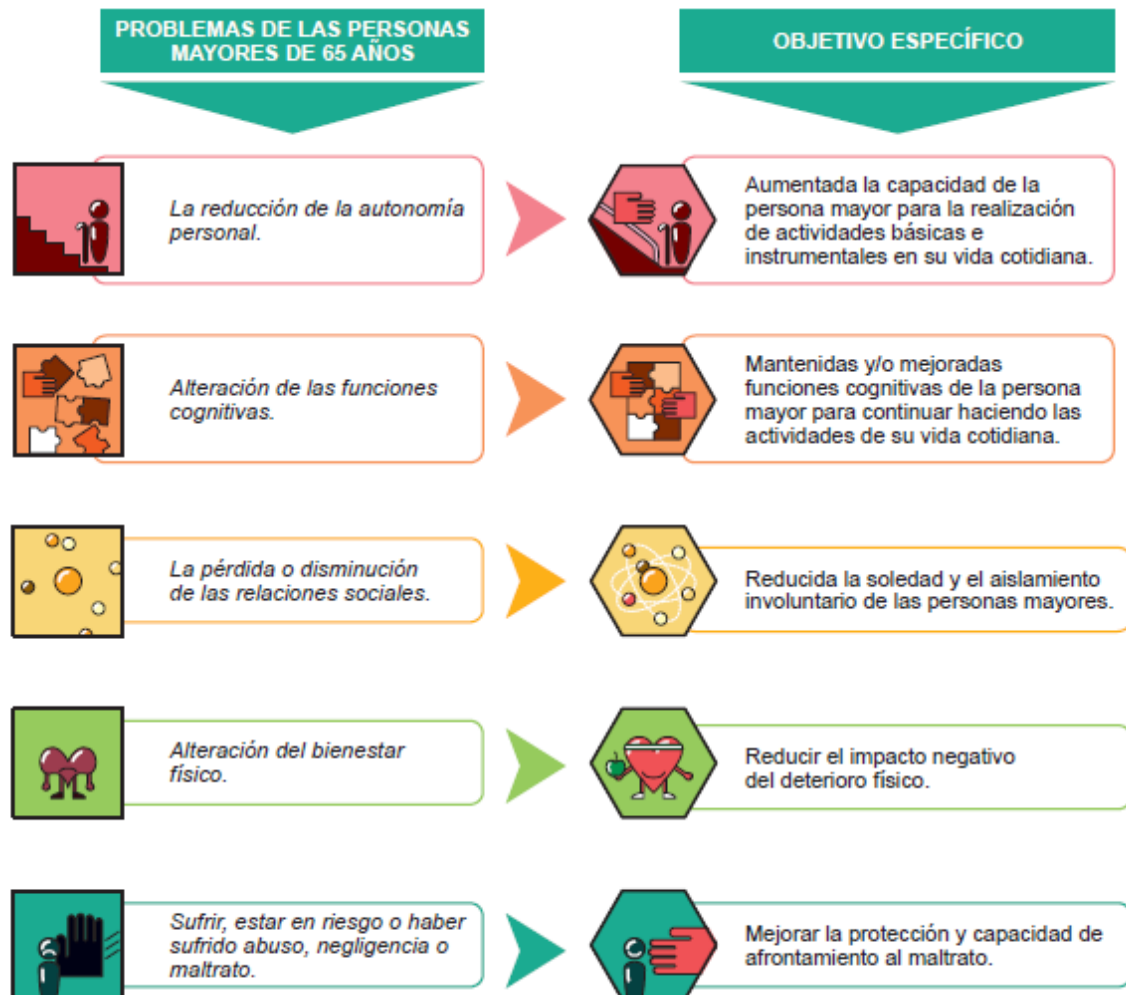 PROBLEMAS DE LAS PERSONAS
MAYORES DE 65 AÑOS
OBJETIVO ESPECÍFICO
La reducción de la autonomía
personal.
Aumentada la capacidad de la
persona mayor para la realización
de actividades básicas e
instrumentales en su vida cotidiana.
Alteración de las funciones
cognitivas.
Mantenidas y/o mejoradas
funciones cognitivas de la persona
mayor para continuar haciendo las
actividades de su vida cotidiana.
La pérdida o disminución
de las relaciones sociales.
Reducida la soledad y el aislamiento
involuntario de las personas mayores.
Alteración del bienestar
físico.
Reducir el impacto negativo
del deterioro físico.
Sufrir, estar en riesgo o haber
sufrido abuso, negligencia o
maltrato.
Mejorar la protección y capacidad de
afrontamiento al maltrato.